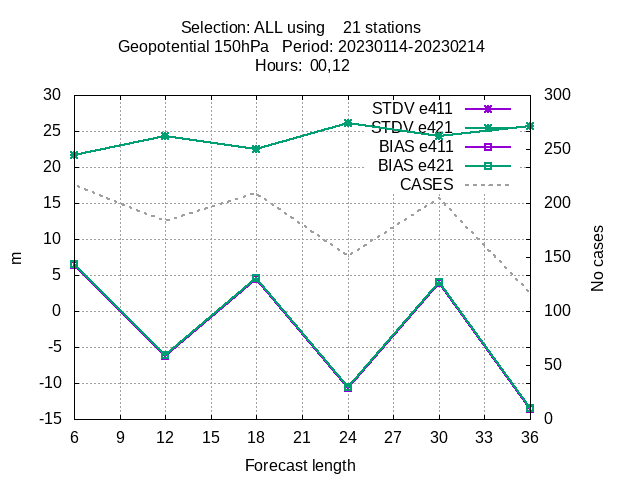 Selection: ALL using 21 stations
Geopotential 150hPa Period: 20230114-20230214
Hours: 00,12
30 300
STDV e411
25 STDV e421 250
BIAS e411
20 BIAS e421
CASES
15 200
10
5 150
0 100
-5
-10 50
-15 0
m
No cases
6 9 12 15 18 21 24 27 30 33 36
Forecast length